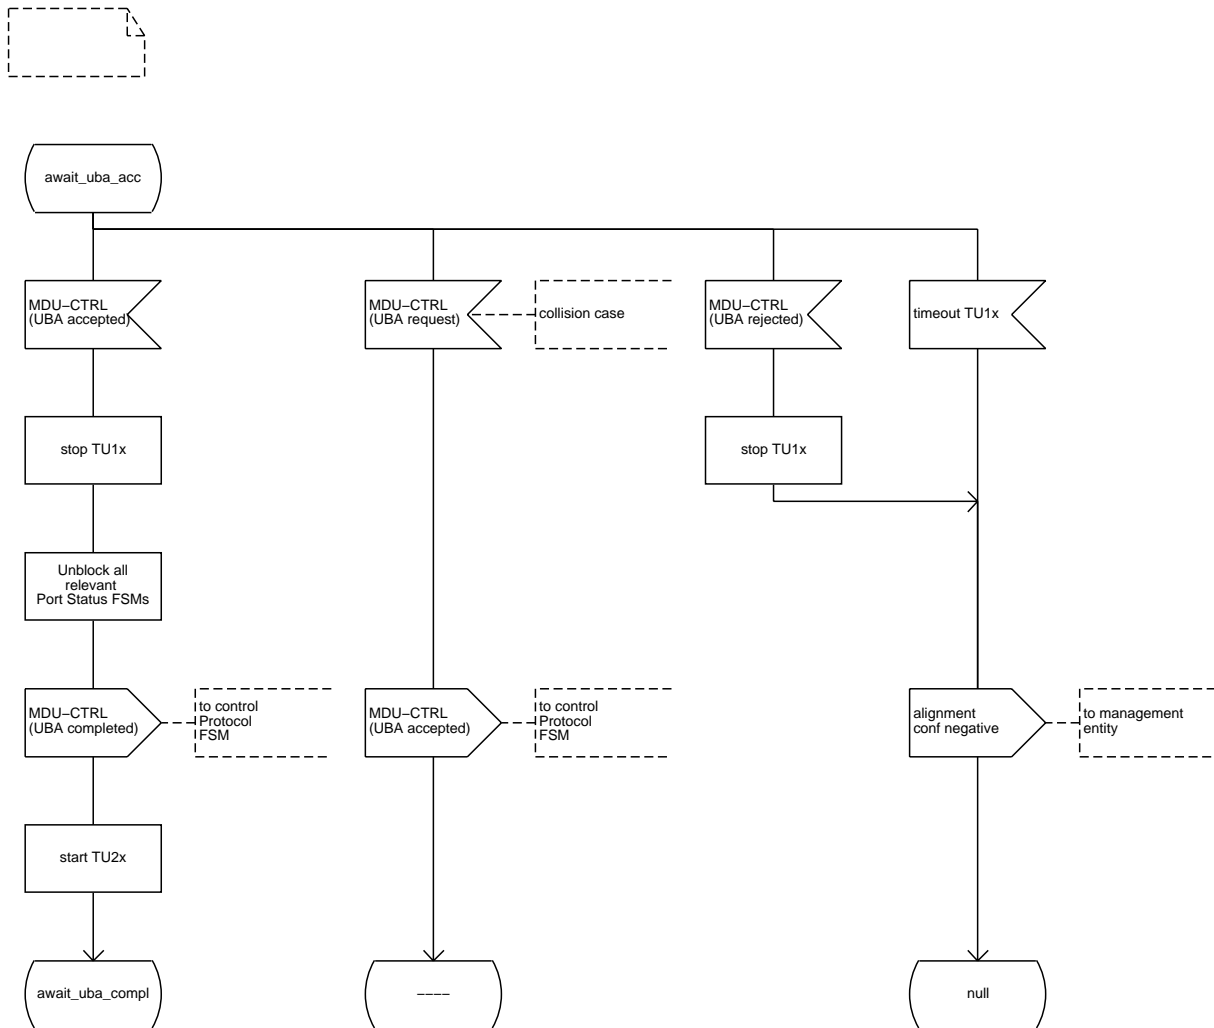 await_uba_acc
MDU−CTRL
(UBA accepted)
MDU−CTRL
(UBA request)
collision case
MDU−CTRL
(UBA rejected)
timeout TU1x
stop TU1x
stop TU1x
Unblock all
relevant
Port Status FSMs
MDU−CTRL
(UBA completed)
to control
Protocol
FSM
MDU−CTRL
(UBA accepted)
to control
Protocol
FSM
alignment
conf negative
to management
entity
start TU2x
await_uba_compl
−−−−
null